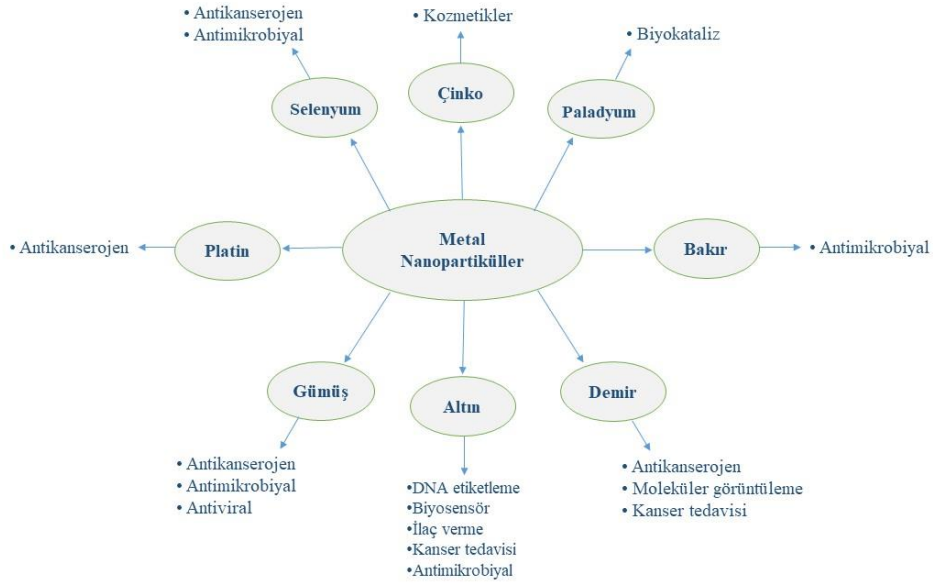 • Antikanserojen
• Antimikrobiyal
• Kozmetikler
• Biyokataliz
Selenyum
Çinko
Paladyum
• Antikanserojen
Platin
Metal
Nanopartiküller
Bakır
• Antimikrobiyal
Gümüş
Altın
Demir
• Antikanserojen
• Antimikrobiyal
• Antiviral
•DNA etiketleme
•Biyosensör
•İlaç verme
•Kanser tedavisi
•Antimikrobiyal
• Antikanserojen
• Moleküler görüntüleme
• Kanser tedavisi